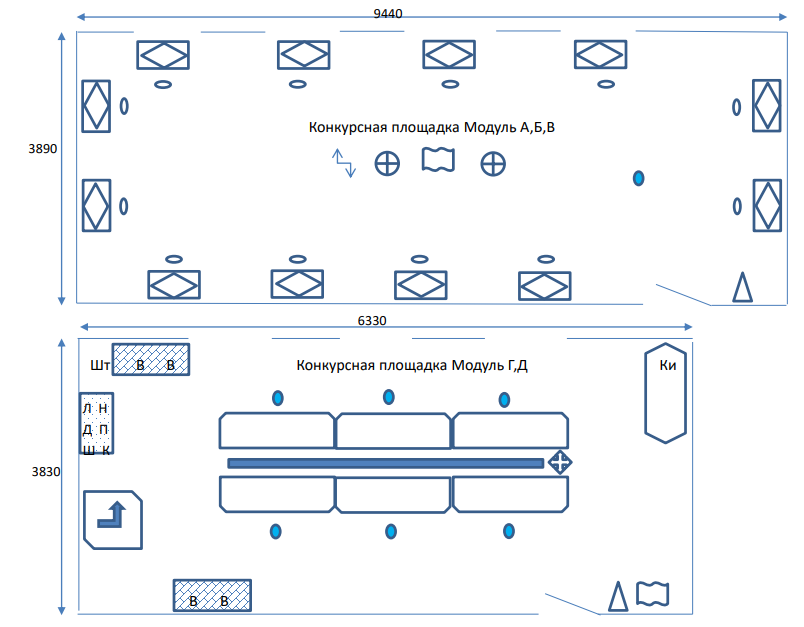 9440
Конкурсная площадка Модуль А,Б,В
3890
6330
Шт В В
Конкурсная площадка Модуль Г,Д
Ки
Л Н
Д П
Ш К
3830
В В